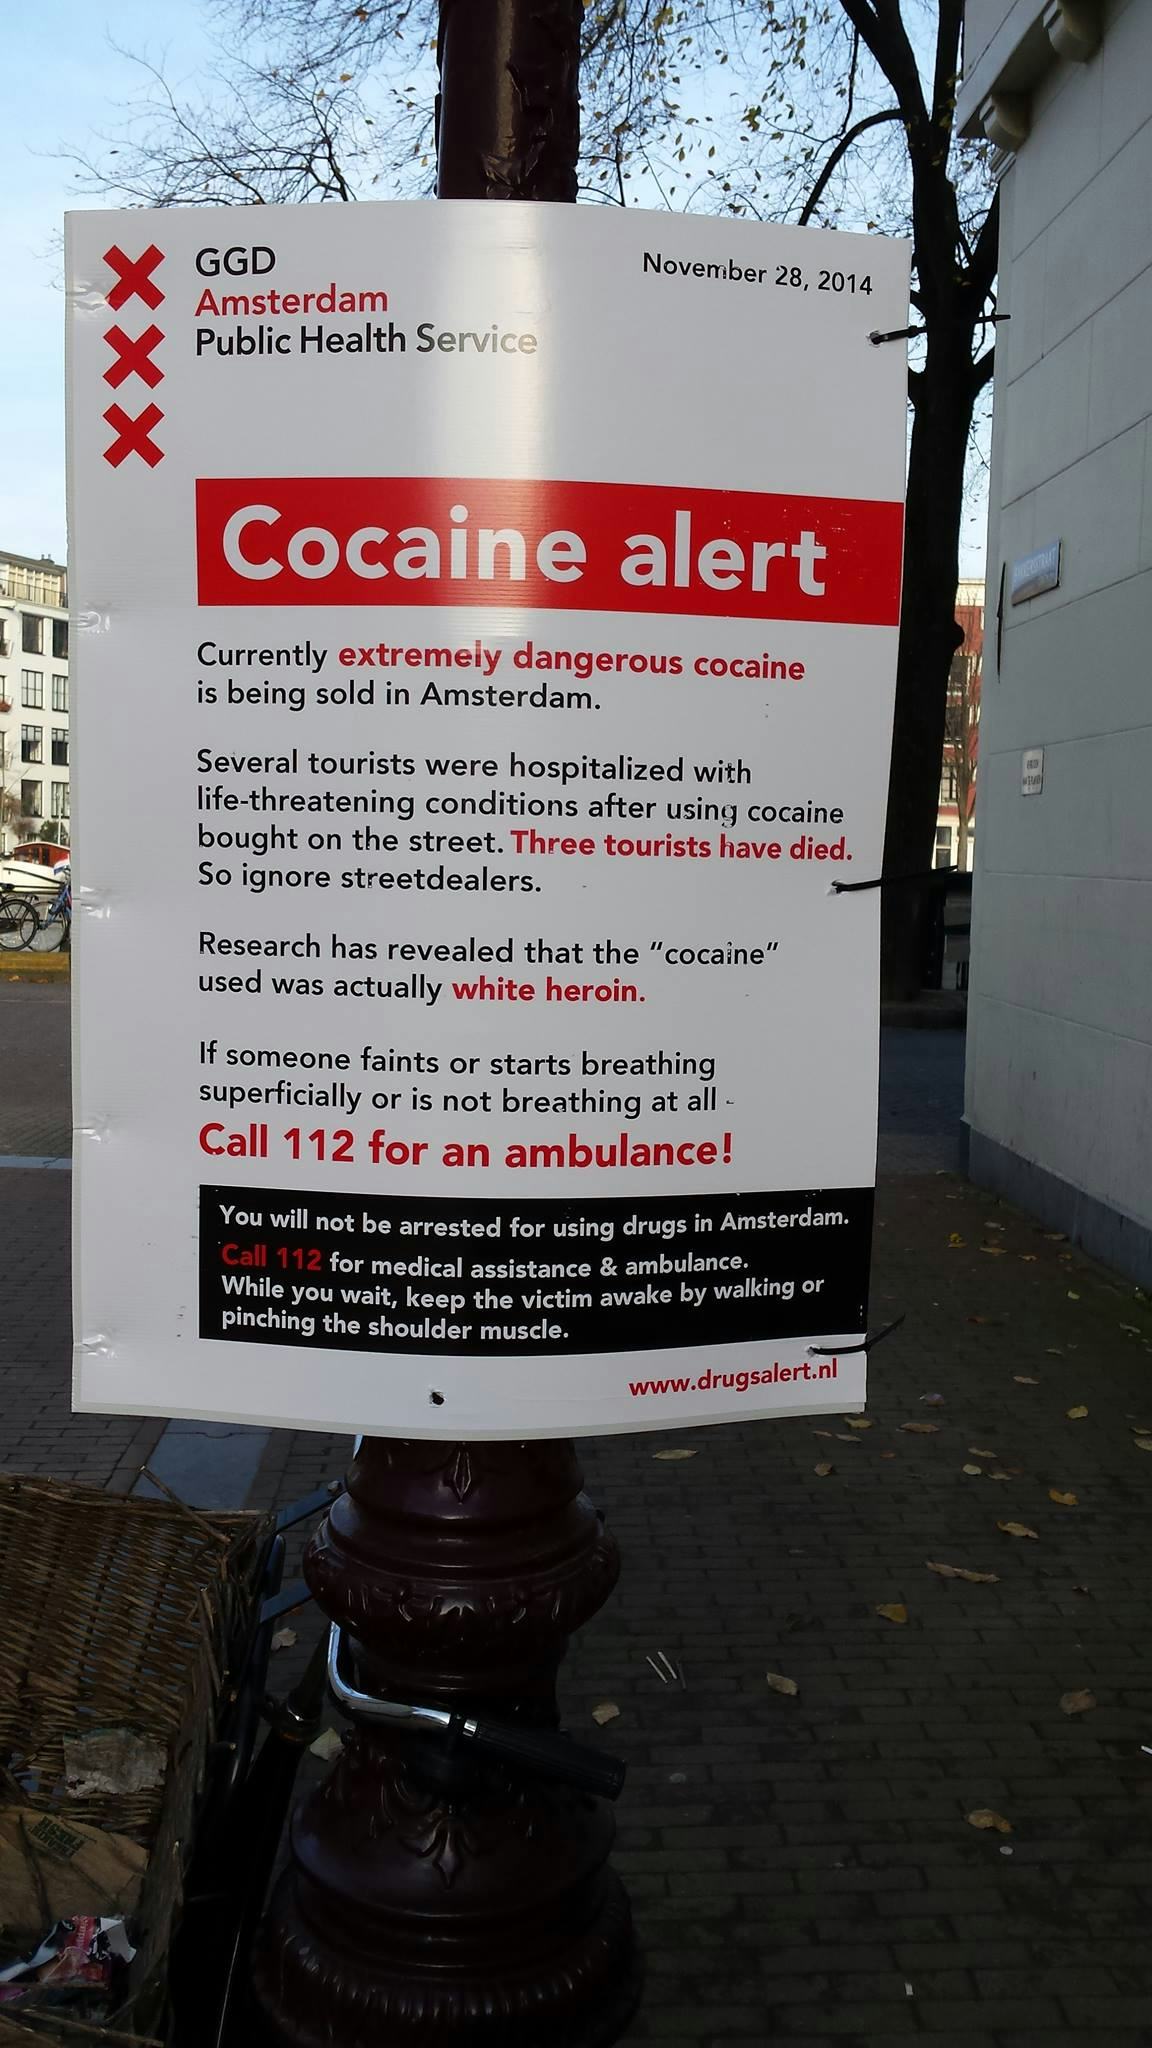 GGD
Amsterdam
Public Health Service
November 28, 2014
Cocaine alert
Currently extremely dangerous cocaine
is being sold in Amsterdam.
Several tourists were hospitalized with
life-threatening conditions after using cocaine
bought on the street. Three tourists have died.
So ignore streetdealers.
Research has revealed that the “cocaine”
used was actually white heroin.
If someone faints or starts breathing
superficially or is not breathing at all -
Call 112 for an ambulance!
You will not be arrested for using drugs in Amsterdam.
Call 112 for medical assistance & ambulance.
While you wait, keep the victim awake by walking or
pinching the shoulder muscle.
www.drugsalert.nl